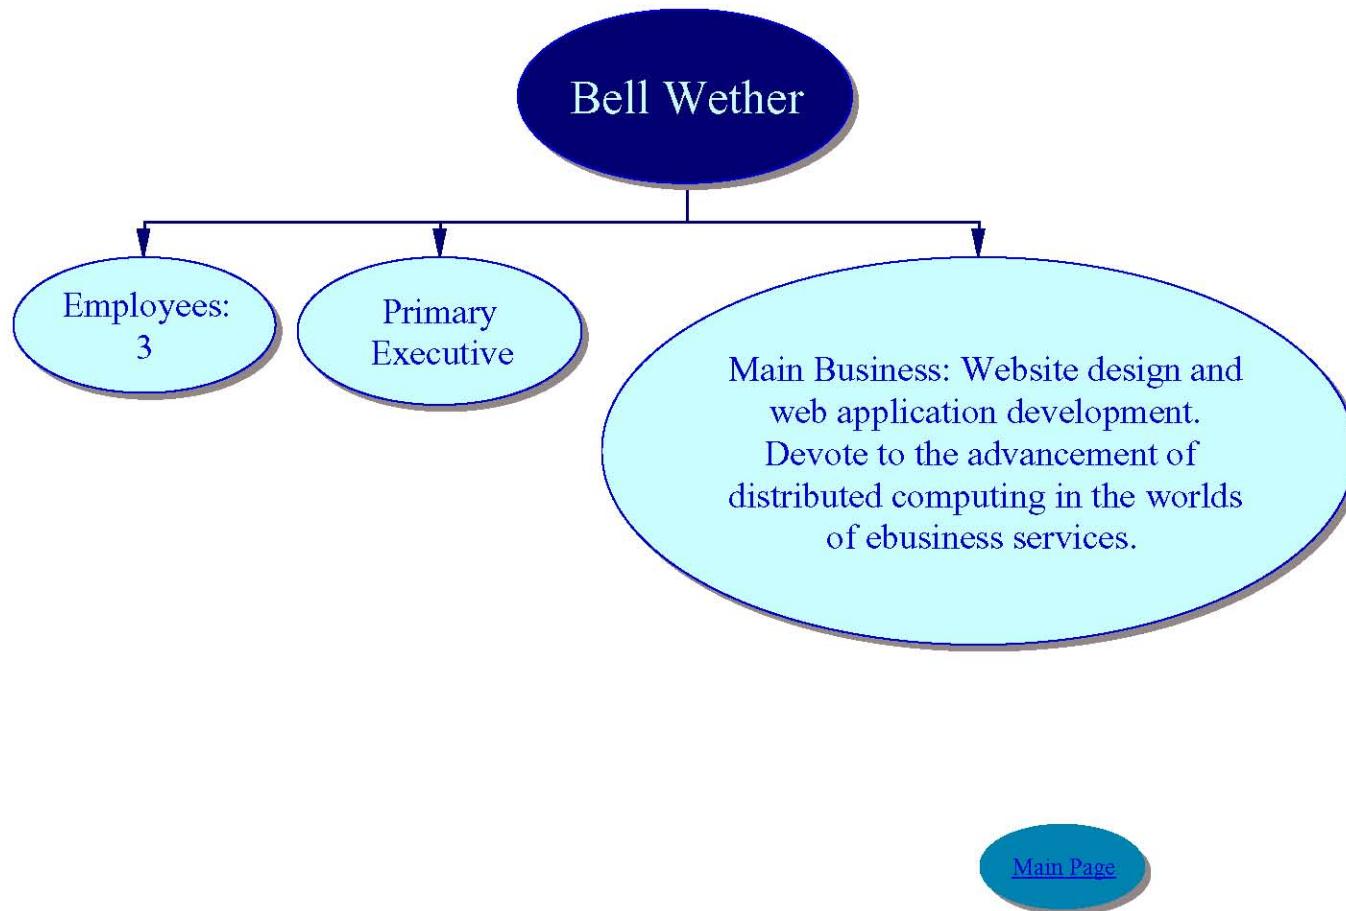 Bell Wether
Employees:
3
Primary
Executive
Main Business: Website design and
web application development.
Devote to the advancement of
distributed computing in the worlds
of ebusiness services.
Main Page